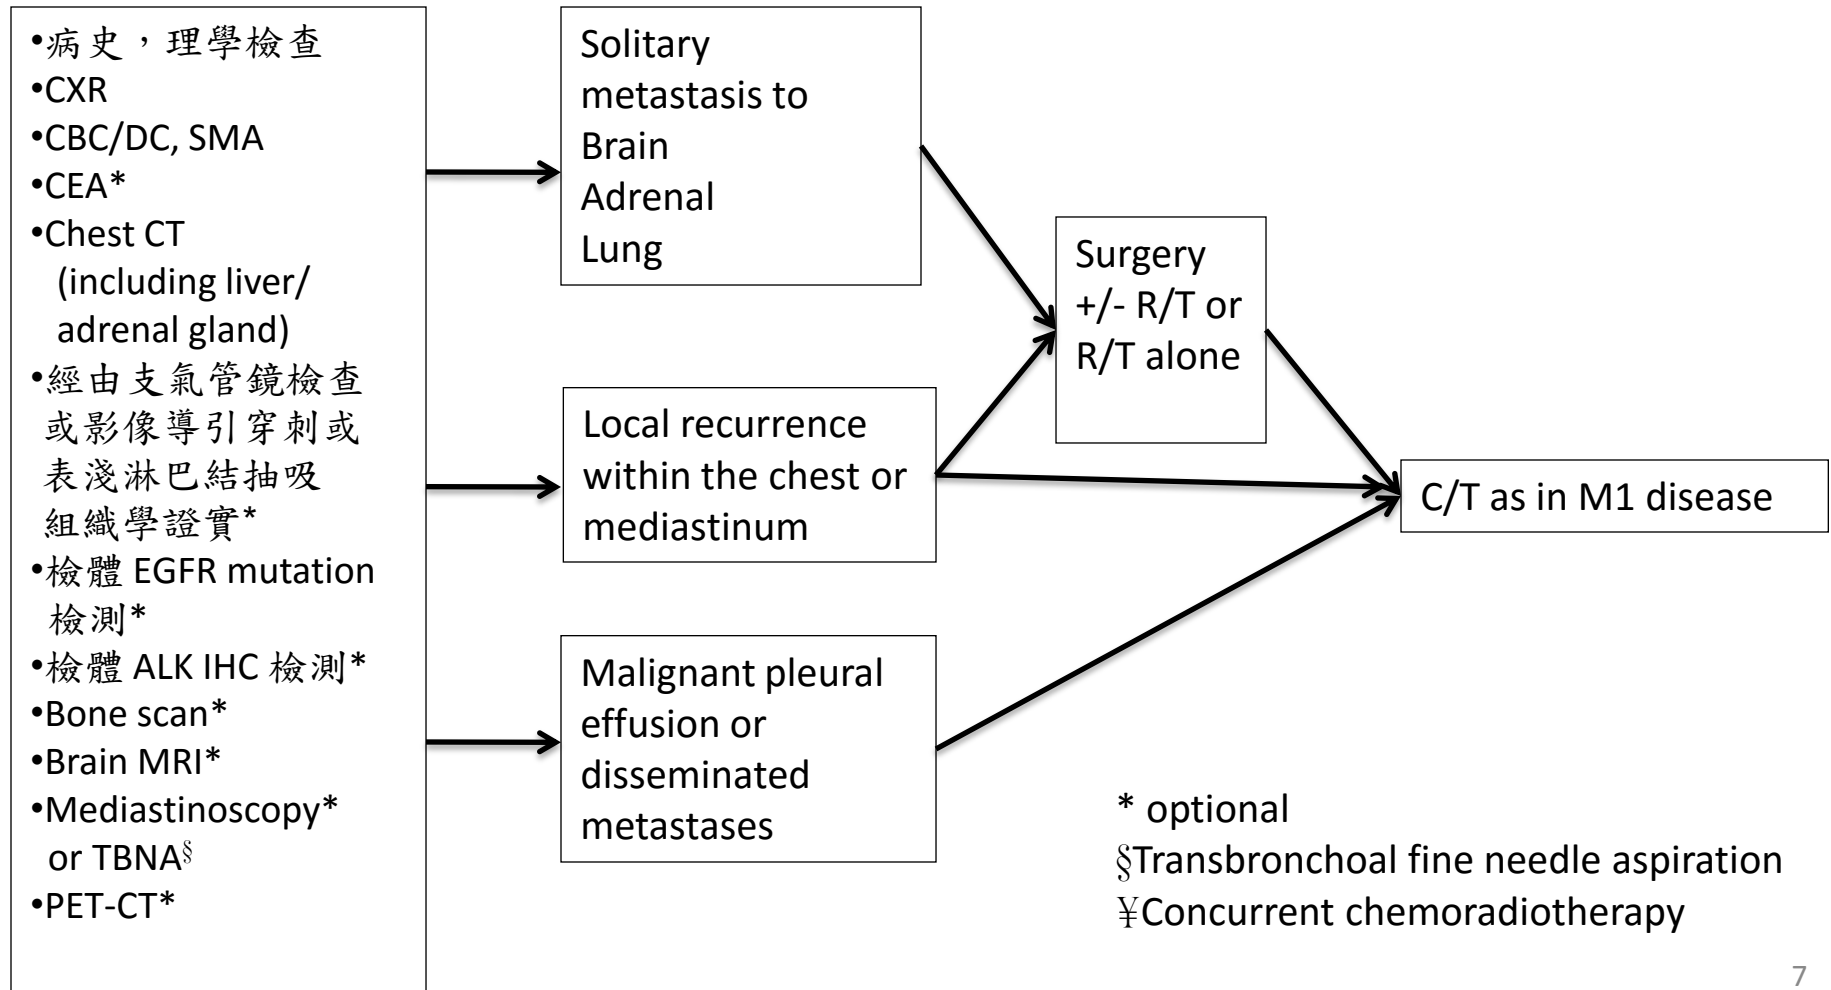 •病史，理學檢查
•CXR
•CBC/DC, SMA
•CEA*
•Chest CT
(including liver/
adrenal gland)
•經由支氣管鏡檢查
或影像導引穿刺或
表淺淋巴結抽吸
組織學證實*
•檢體 EGFR mutation
檢測*
•檢體 ALK IHC 檢測*
•Bone scan*
•Brain MRI*
•Mediastinoscopy*
or TBNA§
•PET-CT*
Solitary
metastasis to
Brain
Adrenal
Lung
Local recurrence
within the chest or
mediastinum
Malignant pleural
effusion or
disseminated
metastases
Surgery
+/- R/T or
R/T alone
C/T as in M1 disease
* optional
§Transbronchoal fine needle aspiration
¥Concurrent chemoradiotherapy
7